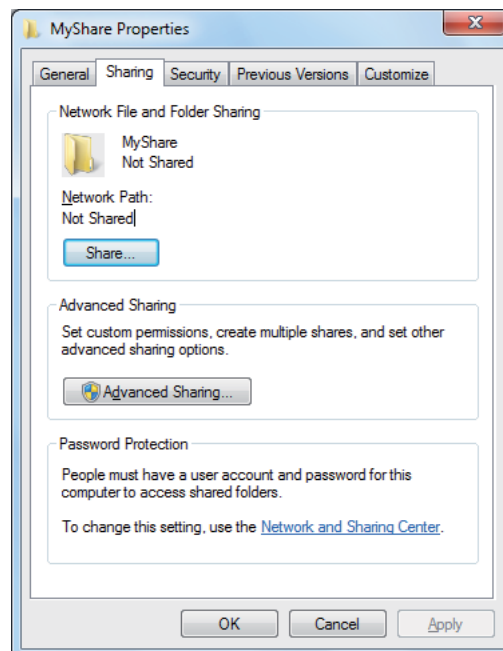 MyShare Properties
General Sharing Security Previous Versions Customize
Network File and Folder Sharing
MyShare
Not Shared
Network Path:
Not Shared
Share...
Advanced Sharing
Set custom permissions, create multiple shares, and set other
advanced sharing options.
Advanced Sharing...
Password Protection
People must have a user account and password for this
computer to access shared folders.
To change this setting, use the Network and Sharing Center.
OK Cancel Apply